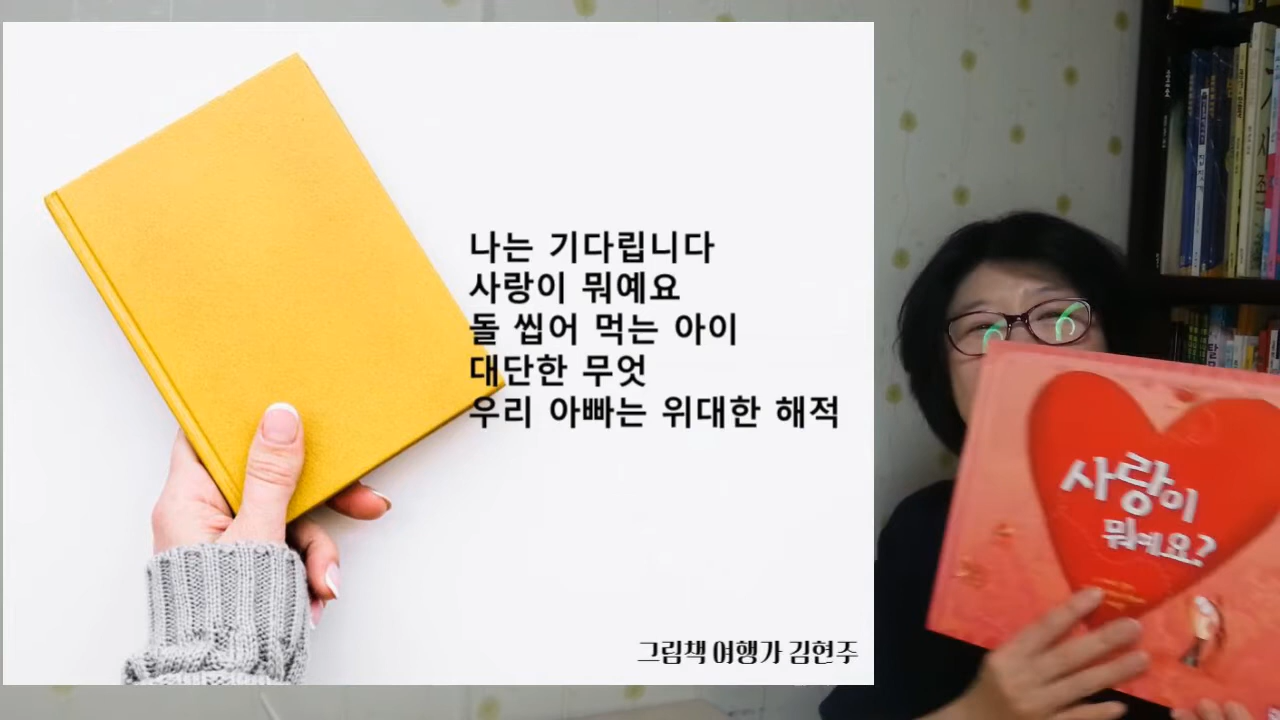 나는 기다립니다
사랑이 뭐예요
돌 씹어 먹는 아이
대단한 무엇
우리 아빠는 위대한 해적
그림책 여행가 김현주
사랑이
뭐예요?